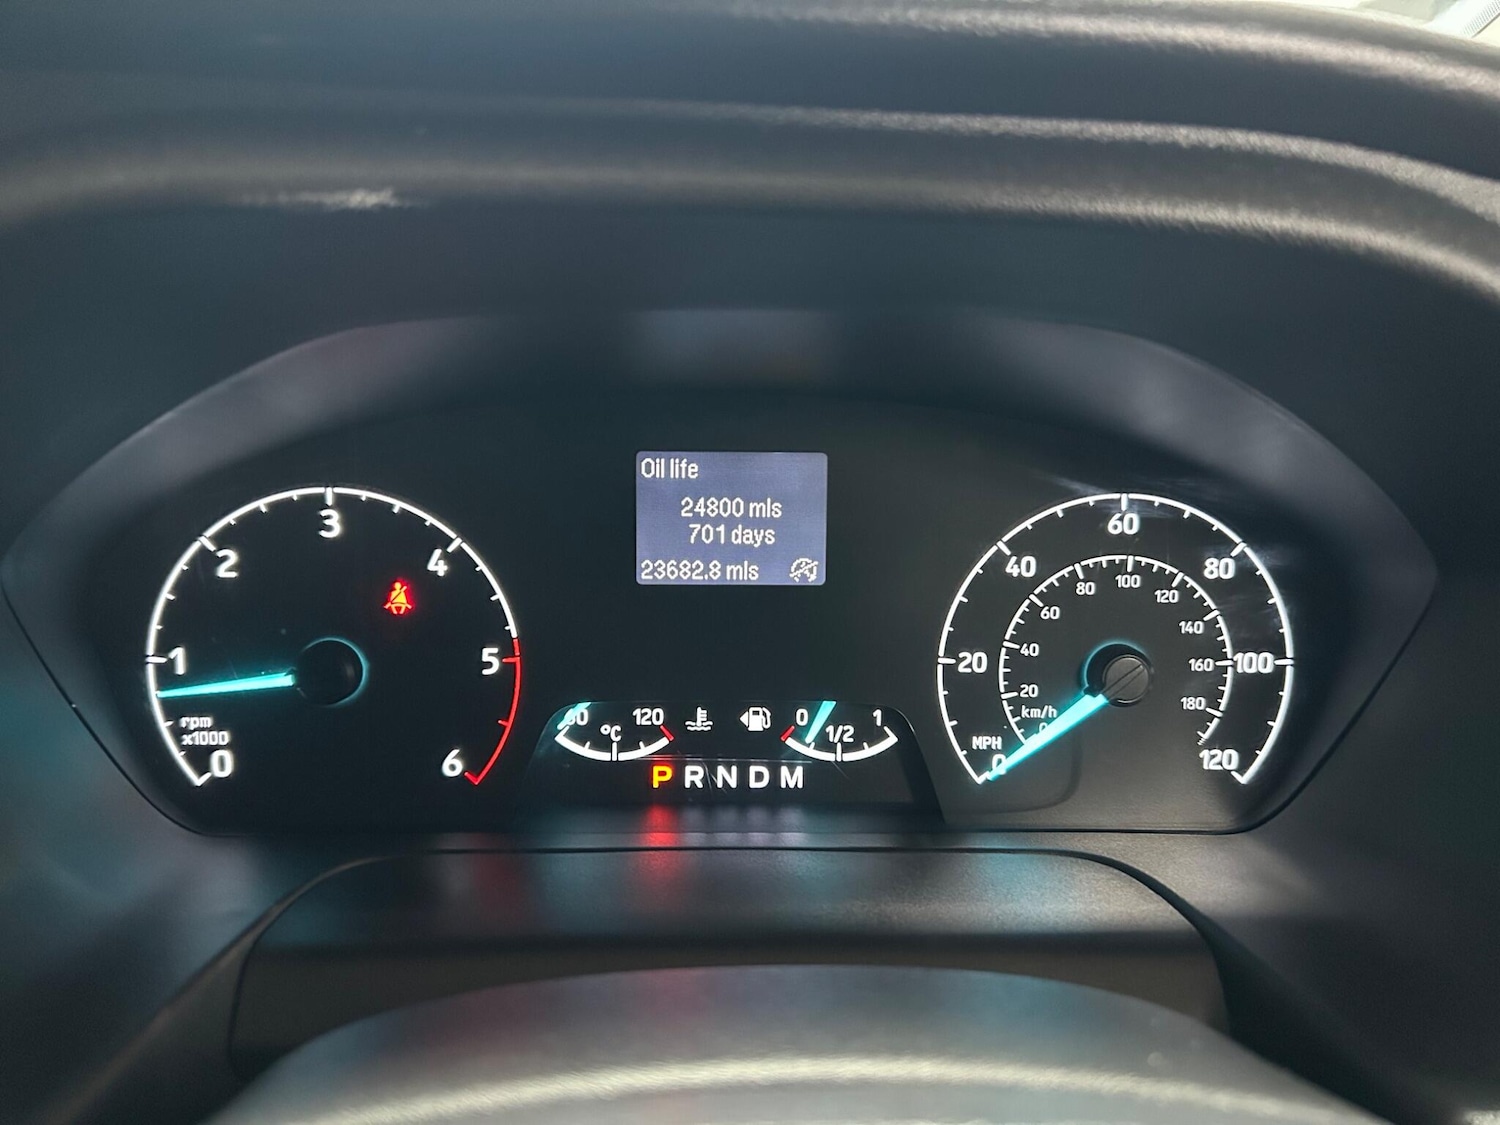 Oil life
24800 mls
701 days
23682.8 mls
0
1
2
3
4
5
6
rpm
x1000
60 120
°C
0 1/2 1
P R N D M
0 20 40 60 80 100 120
MPH
0 20 40 60 80 100 120 140 160 180
km/h